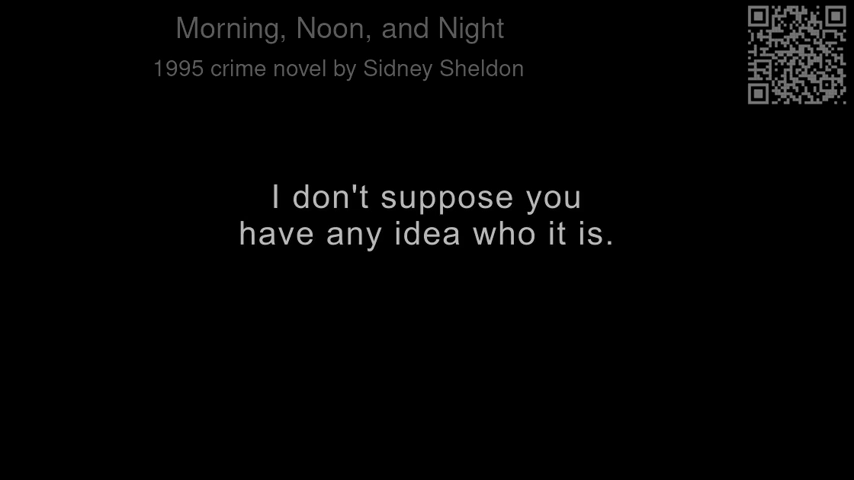 Morning, Noon, and Night
1995 crime novel by Sidney Sheldon
I don't suppose you
have any idea who it is.